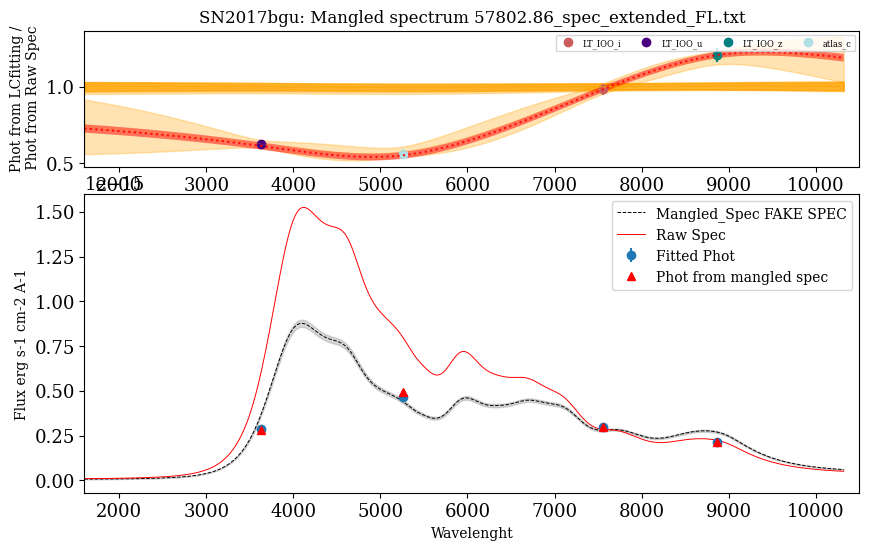 SN2017bgu: Mangled spectrum 57802.86_spec_extended_FL.txt
Phot from LCfitting /
Phot from Raw Spec
LT_IOO_i LT_IOO_u LT_IOO_z atlas_c
1.0
0.5
2000 3000 4000 5000 6000 7000 8000 9000 10000
Flux erg s-1 cm-2 A-1
Mangled_Spec FAKE SPEC
Raw Spec
Fitted Phot
Phot from mangled spec
1.50
1.25
1.00
0.75
0.50
0.25
0.00
2000 3000 4000 5000 6000 7000 8000 9000 10000
Wavelenght